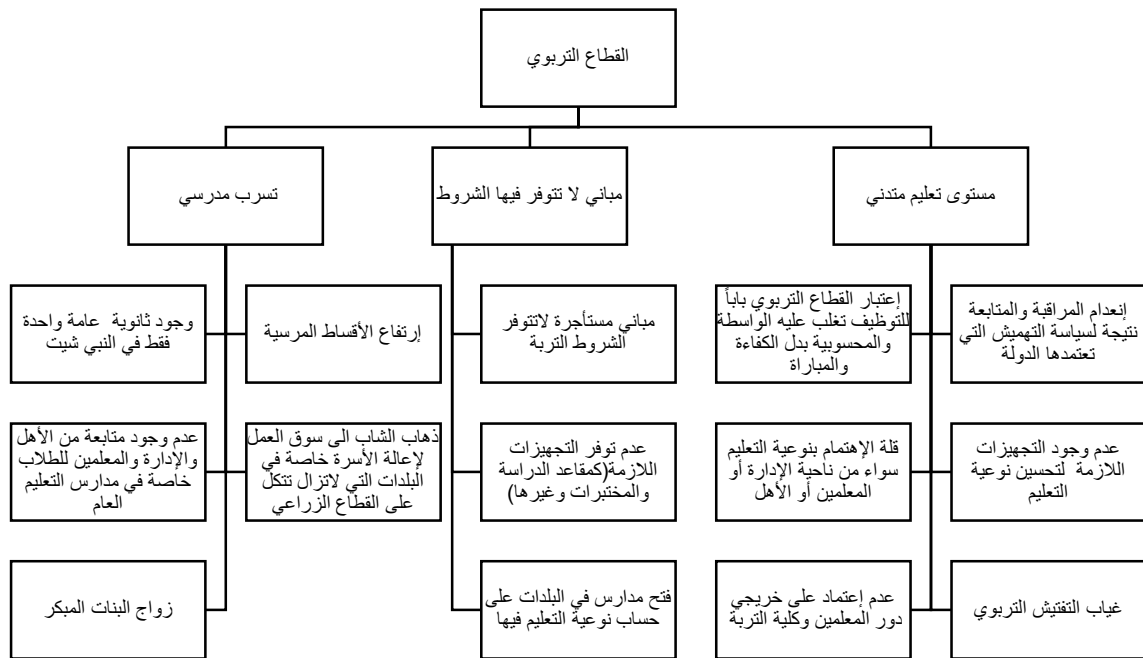 القطاع التربوي
مستوى تعليم متدني
مباني لا تتوفر فيها الشروط
تسرب مدرسي
إنعدام المراقبة والمتابعة
نتيجة لسياسة التهميش التي
تعتمدها الدولة
إعتبار القطاع التربوي باباً
للتوظيف تغلب عليه الواسطة
والمحسوبية بدل الكفاءة
والمباراة
مباني مستأجرة لاتتوفر
الشروط التربة
إرتفاع الأقساط المرسية
وجود ثانوية عامة واحدة
فقط في النبي شيت
عدم وجود التجهيزات
اللازمة لتحسين نوعية
التعليم
قلة الإهتمام بنوعية التعليم
سواء من ناحية الإدارة أو
المعلمين أو الأهل
عدم توفر التجهيزات
اللازمة(كمقاعد الدراسة
والمختبرات وغيرها)
ذهاب الشاب الى سوق العمل
لإعالة الأسرة خاصة في
البلدات التي لاتزال تتكل
على القطاع الزراعي
عدم وجود متابعة من الأهل
والإدارة والمعلمين للطلاب
خاصة في مدارس التعليم
العام
غياب التفتيش التربوي
عدم إعتماد على خريجي
دور المعلمين وكلية التربة
فتح مدارس في البلدات على
حساب نوعية التعليم فيها
زواج البنات المبكر